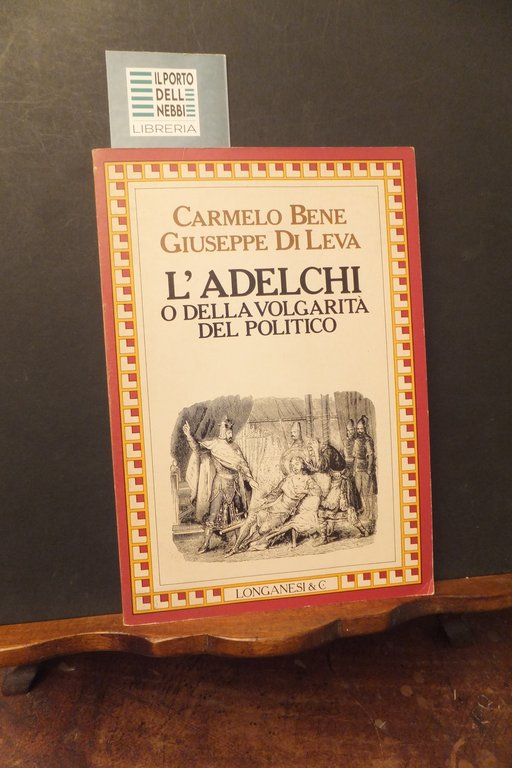 IL PORTO
DELL
NEBBI
LIBRERIA
CARMELO BENE
GIUSEPPE DI LEVA
L'ADELCHI
O DELLA VOLGARITÀ
DEL POLITICO
LONGANESI & C.